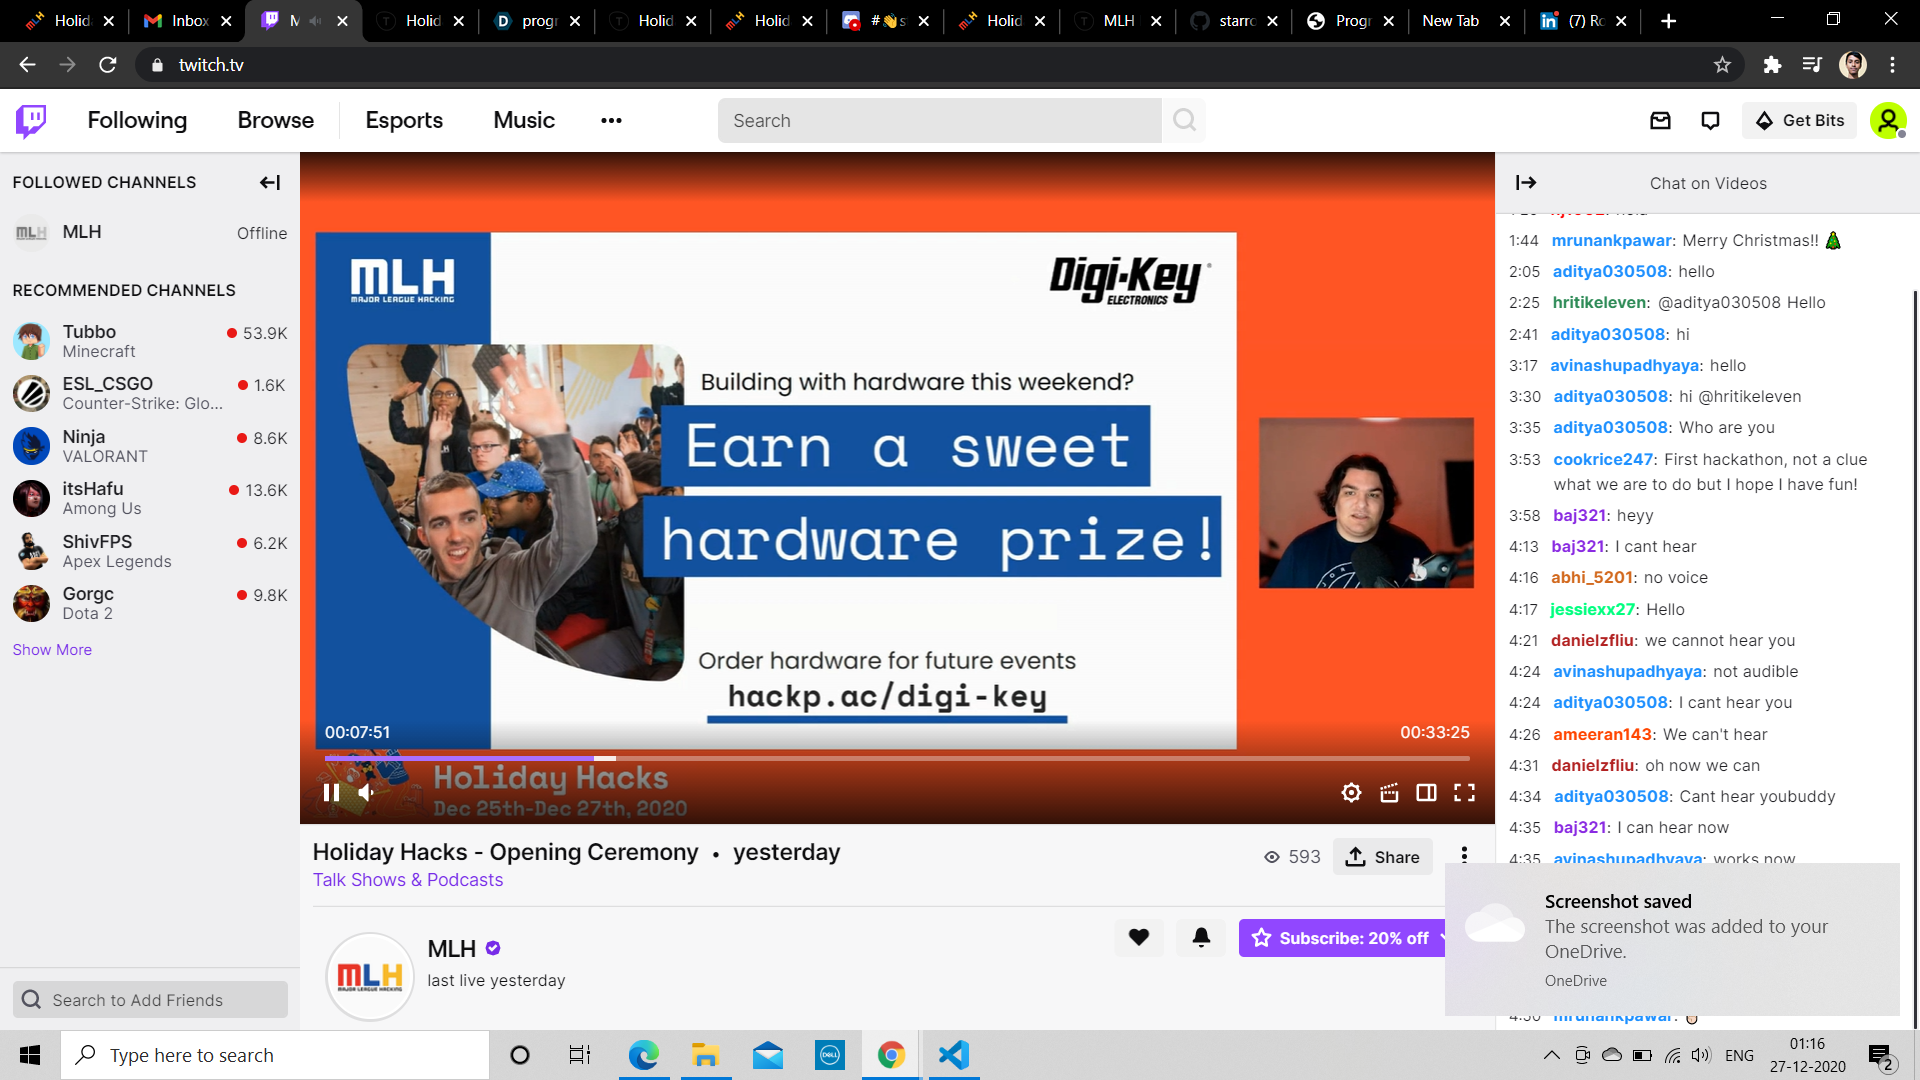 Holida
Inbox
M
Holid
progr
Holid
Holid
Holid
MLH
starro
Progr
New Tab
(7) Ro
twitch.tv
Following
Browse
Esports
Music
Search
Get Bits
FOLLOWED CHANNELS
MLH
Offline
RECOMMENDED CHANNELS
Tubbo
53.9K
Minecraft
ESL_CSGO
1.6K
Counter-Strike: Glo...
Ninja
8.6K
VALORANT
itsHafu
13.6K
Among Us
ShivFPS
6.2K
Apex Legends
Gorgc
9.8K
Dota 2
Show More
Search to Add Friends
MLH
MAJOR LEAGUE HACKING
Digi-Key
ELECTRONICS
Building with hardware this weekend?
Earn a sweet
hardware prize!
Order hardware for future events
hackp.ac/digi-key
00:07:51
00:33:25
Holiday Hacks
Dec 25th-Dec 27th, 2020
Holiday Hacks - Opening Ceremony • yesterday
Talk Shows & Podcasts
593
Share
MLH
MAJOR LEAGUE HACKING
MLH
last live yesterday
Subscribe: 20% off
Chat on Videos
1:44 mrunankpawar: Merry Christmas!! 🎄
2:05 aditya030508: hello
2:25 hritikeleven: @aditya030508 Hello
2:41 aditya030508: hi
3:17 avinashupadhyaya: hello
3:30 aditya030508: hi @hritikeleven
3:35 aditya030508: Who are you
3:53 cookrice247: First hackathon, not a clue
what we are to do but I hope I have fun!
3:58 baj321: heyy
4:13 baj321: I cant hear
4:16 abhi_5201: no voice
4:17 jessiexx27: Hello
4:21 danielzfliu: we cannot hear you
4:24 avinashupadhyaya: not audible
4:24 aditya030508: I cant hear you
4:26 ameeran143: We can't hear
4:31 danielzfliu: oh now we can
4:34 aditya030508: Cant hear youbuddy
4:35 baj321: I can hear now
4:35 avinashupadhyaya: works now
Screenshot saved
The screenshot was added to your
OneDrive.
OneDrive
mrunankpawar:
Type here to search
DELL
ENG
01:16
27-12-2020
2